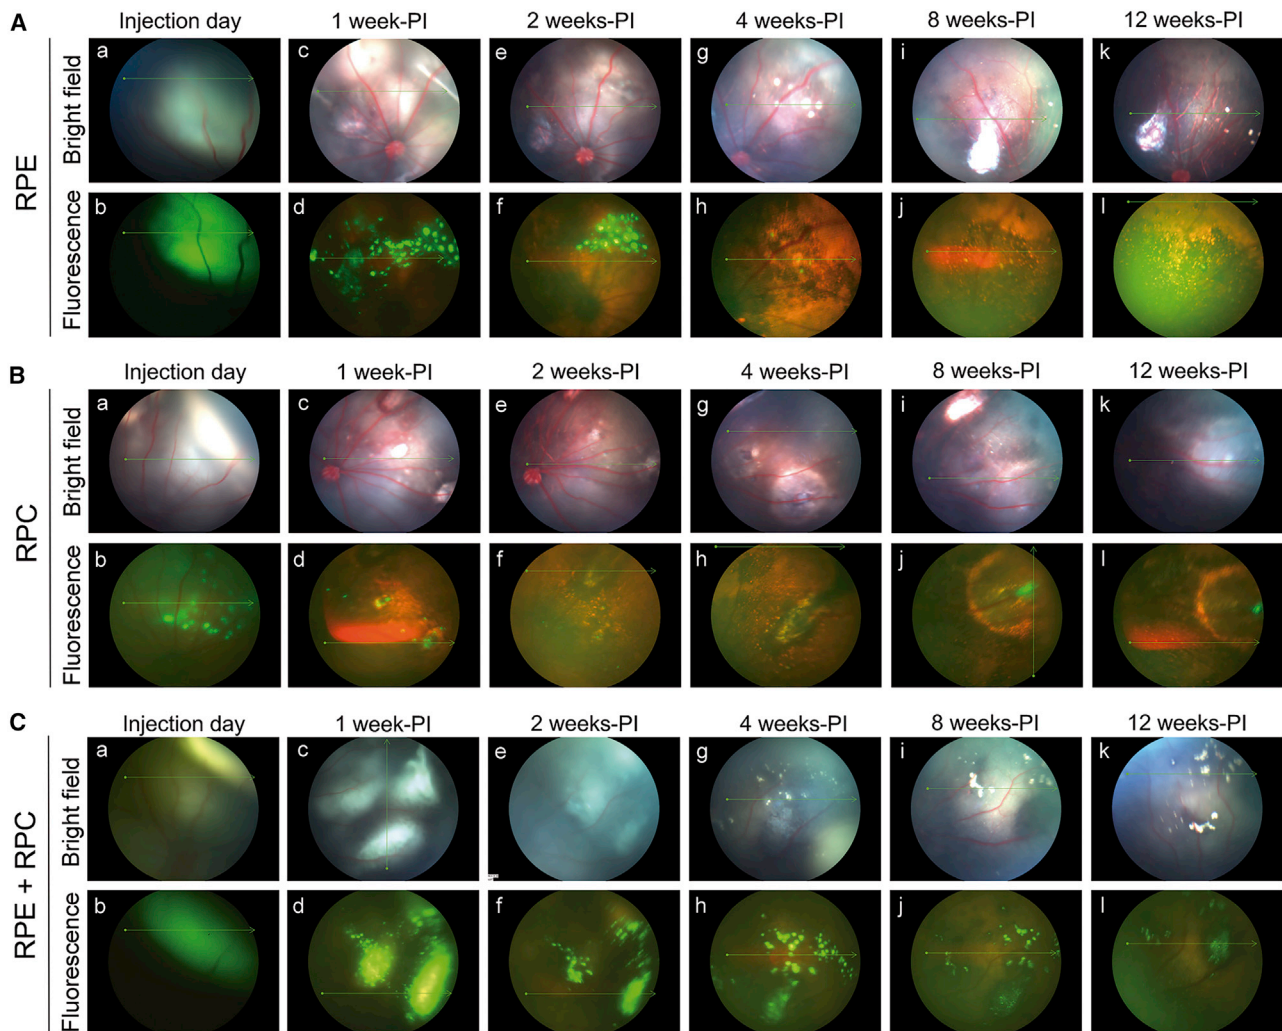 A
Injection day 1 week-PI 2 weeks-PI 4 weeks-PI 8 weeks-PI 12 weeks-PI
RPE
Bright field
a c e g i k
Fluorescence
b d f h j l
B
Injection day 1 week-PI 2 weeks-PI 4 weeks-PI 8 weeks-PI 12 weeks-PI
RPC
Bright field
a c e g i k
Fluorescence
b d f h j l
C
Injection day 1 week-PI 2 weeks-PI 4 weeks-PI 8 weeks-PI 12 weeks-PI
RPE + RPC
Bright field
a c e g i k
Fluorescence
b d f h j l